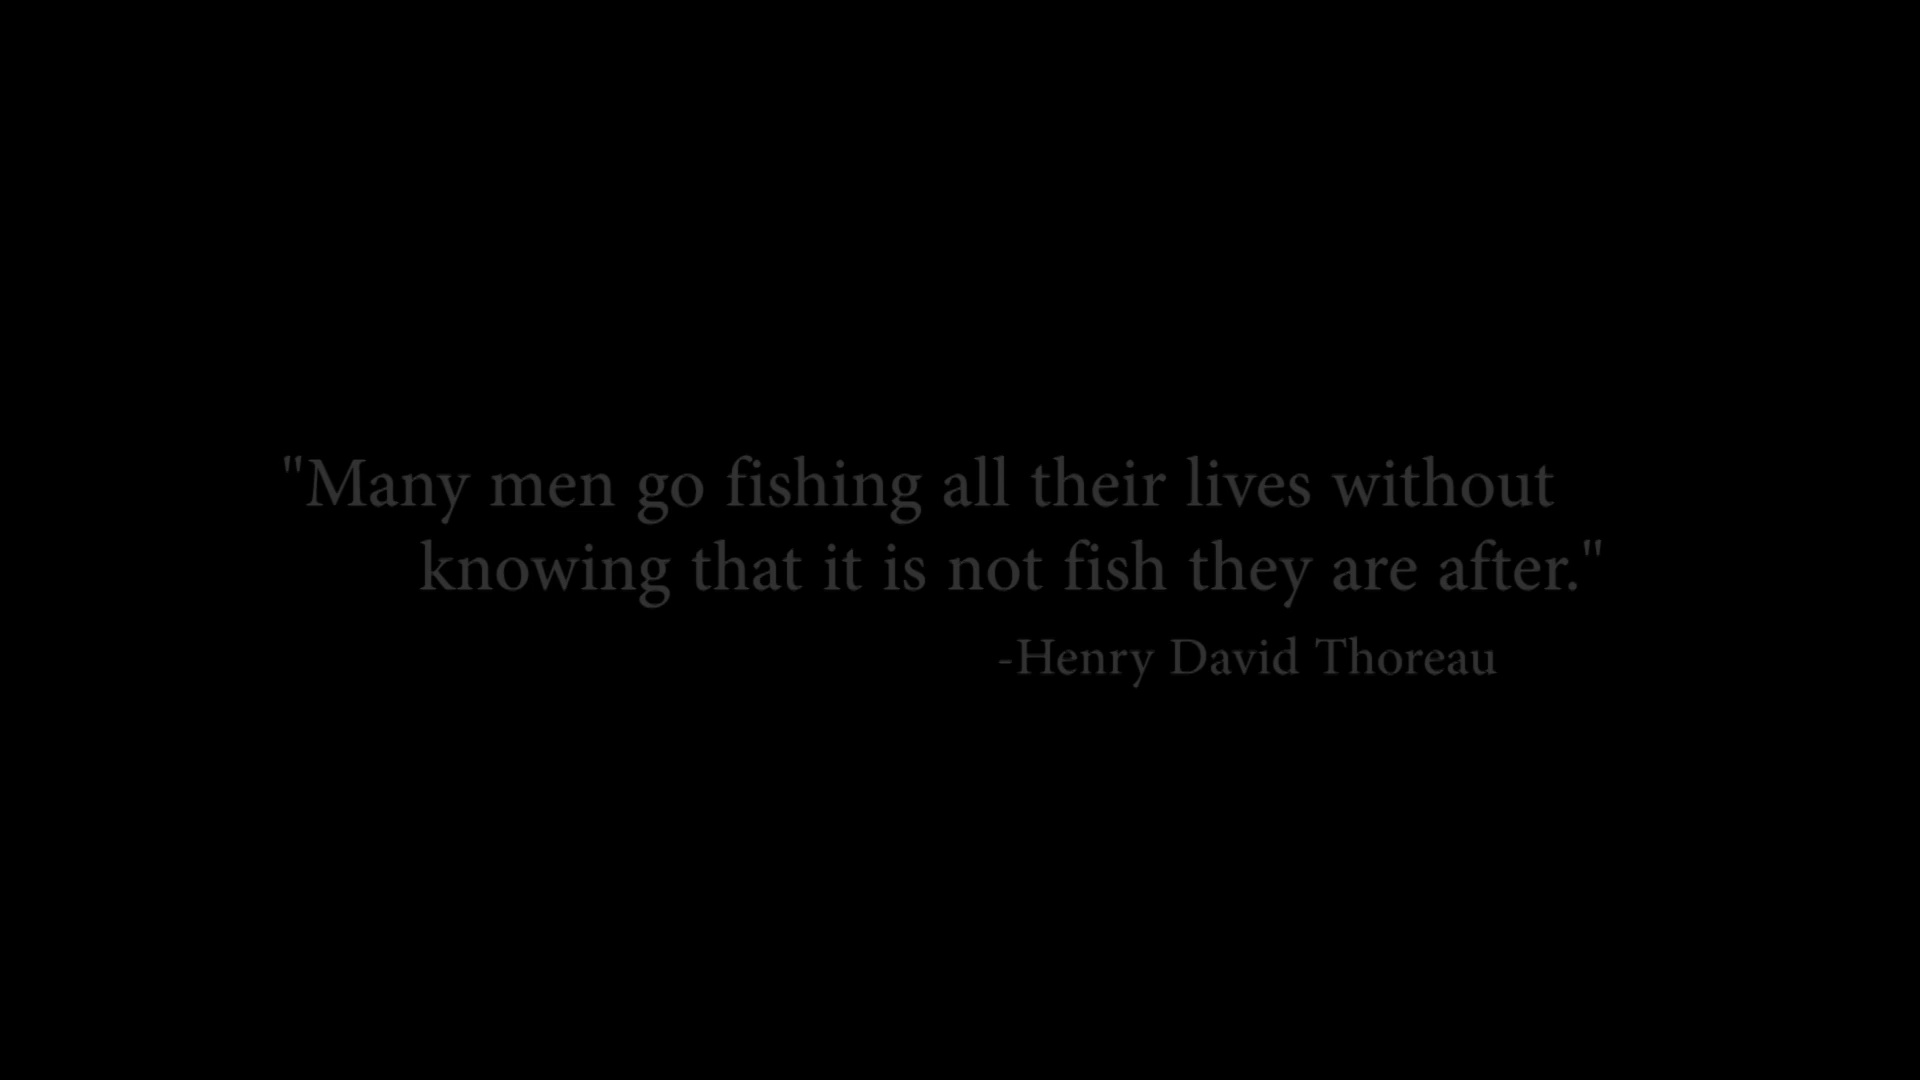 "Many men go fishing all their lives without
knowing that it is not fish they are after."
-Henry David Thoreau